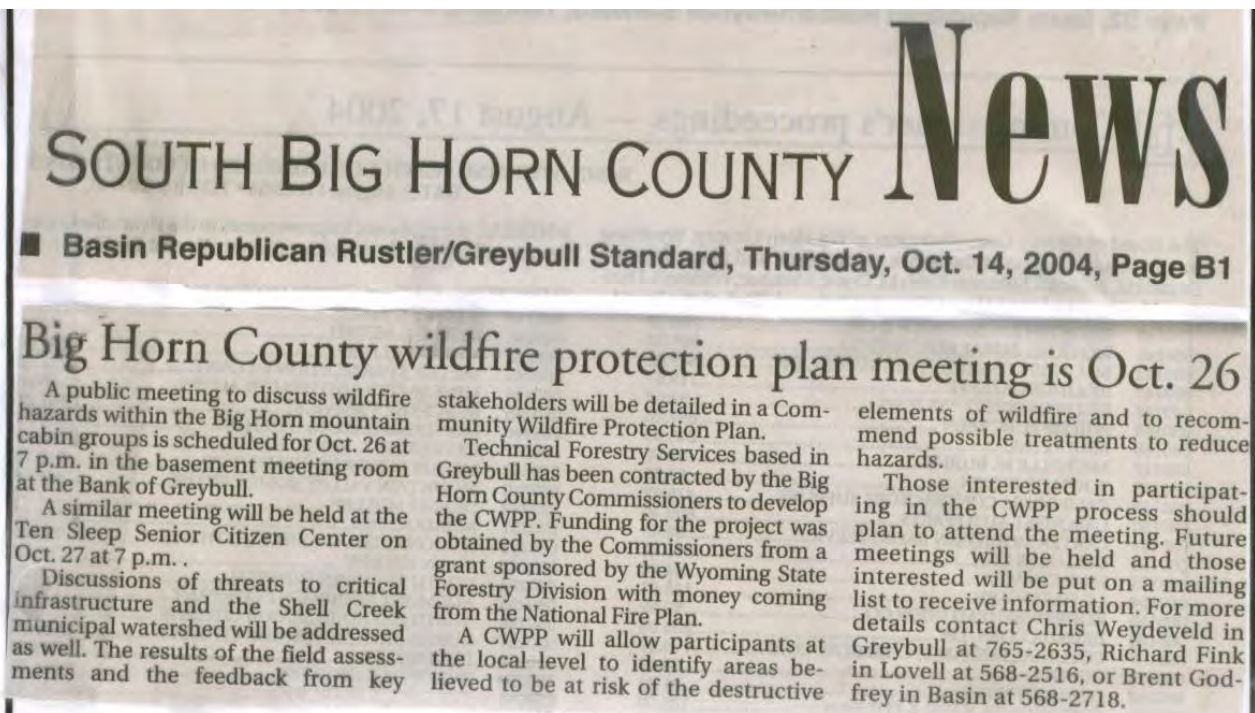 SOUTH BIG HORN COUNTY News
■ Basin Republican Rustler/Greybull Standard, Thursday, Oct. 14, 2004, Page B1
Big Horn County wildfire protection plan meeting is Oct. 26
A public meeting to discuss wildfire
hazards within the Big Horn mountain
cabin groups is scheduled for Oct. 26 at
7 p.m. in the basement meeting room
at the Bank of Greybull.
A similar meeting will be held at the
Ten Sleep Senior Citizen Center on
Oct. 27 at 7 p.m. .
Discussions of threats to critical
infrastructure and the Shell Creek
municipal watershed will be addressed
as well. The results of the field assess-
ments and the feedback from key
stakeholders will be detailed in a Com-
munity Wildfire Protection Plan.
Technical Forestry Services based in
Greybull has been contracted by the Big
Horn County Commissioners to develop
the CWPP. Funding for the project was
obtained by the Commissioners from a
grant sponsored by the Wyoming State
Forestry Division with money coming
from the National Fire Plan.
A CWPP will allow participants at
the local level to identify areas be-
lieved to be at risk of the destructive
elements of wildfire and to recom-
mend possible treatments to reduce
hazards.
Those interested in participat-
ing in the CWPP process should
plan to attend the meeting. Future
meetings will be held and those
interested will be put on a mailing
list to receive information. For more
details contact Chris Weydeveld in
Greybull at 765-2635, Richard Fink
in Lovell at 568-2516, or Brent God-
frey in Basin at 568-2718.